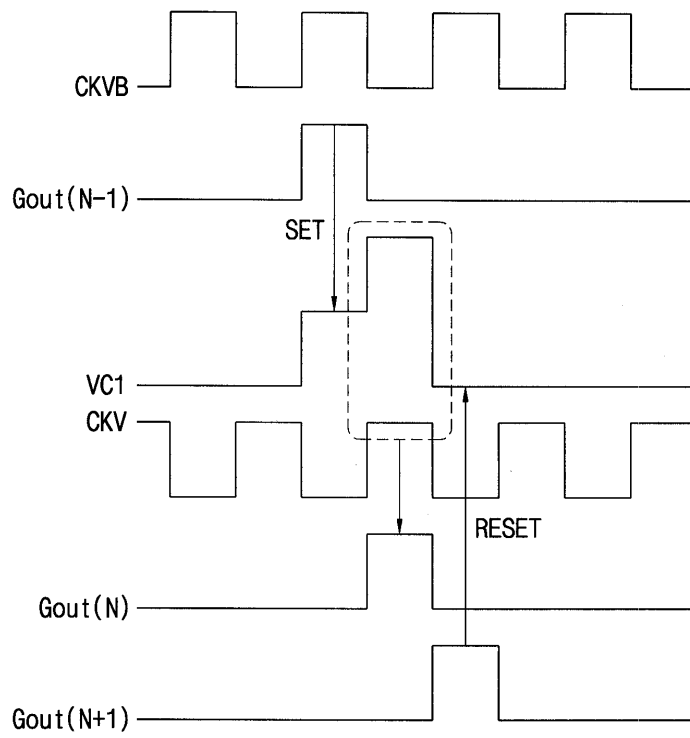 CKVB
Gout(N-1)
SET
VC1
CKV
RESET
Gout(N)
Gout(N+1)